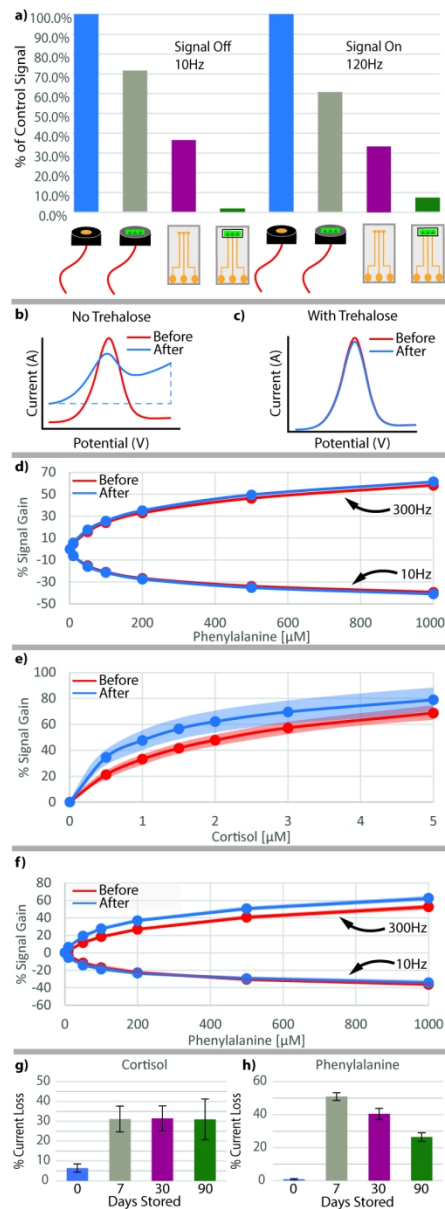 a)
% of Control Signal
100.0%
90.0%
80.0%
70.0%
60.0%
50.0%
40.0%
30.0%
20.0%
10.0%
0.0%
Signal Off
10Hz
Signal On
120Hz
b)
No Trehalose
Before
After
Current (A)
Potential (V)
c)
With Trehalose
Before
After
Current (A)
Potential (V)
d)
Before
After
% Signal Gain
70
50
30
10
-10
-30
-50
300Hz
10Hz
0
200
400
600
800
1000
Phenylalanine [µM]
e)
Before
After
% Signal Gain
100
80
60
40
20
0
0
1
2
3
4
5
Cortisol [µM]
f)
Before
After
% Signal Gain
80
60
40
20
0
-20
-40
-60
300Hz
10Hz
0
200
400
600
800
1000
Phenylalanine [µM]
g)
Cortisol
% Current Loss
50
40
35
30
25
20
15
10
5
0
0
7
30
90
Days Stored
h)
Phenylalanine
% Current Loss
60
40
20
0
0
7
30
90
Days Stored